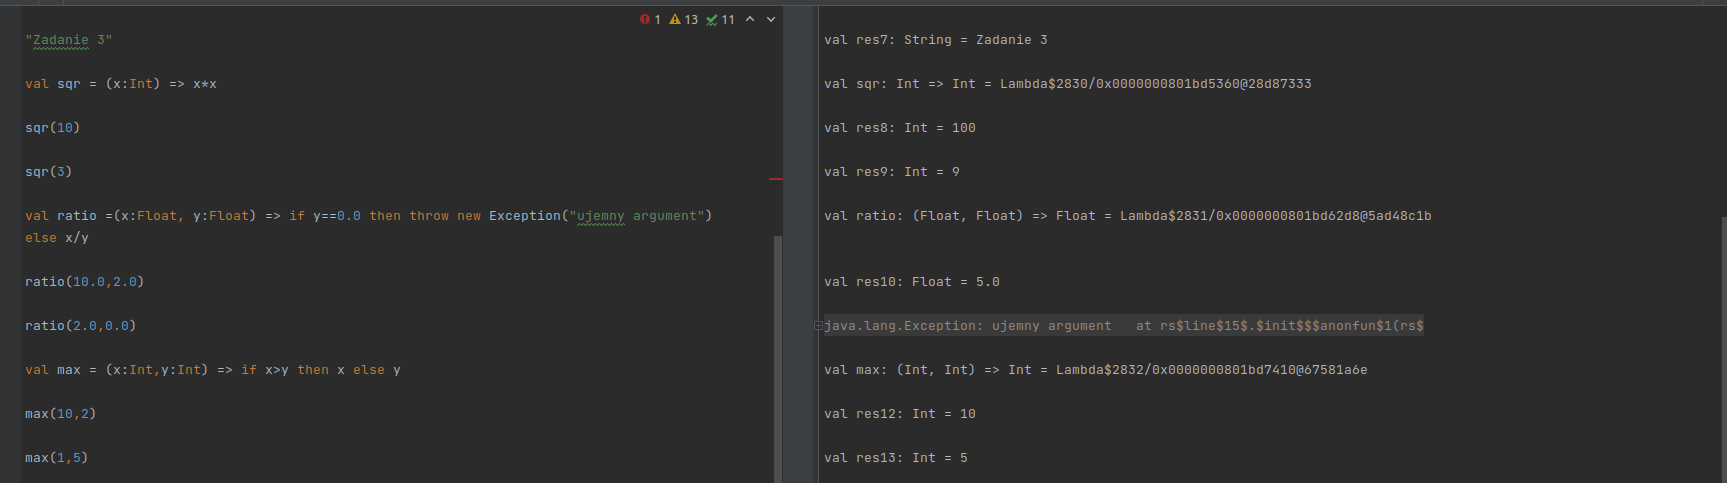 1 13 11
"Zadanie 3"
val sqr = (x:Int) => x*x
sqr(10)
sqr(3)
val ratio =(x:Float, y:Float) => if y==0.0 then throw new Exception("ujemny argument")
else x/y
ratio(10.0,2.0)
ratio(2.0,0.0)
val max = (x:Int,y:Int) => if x>y then x else y
max(10,2)
max(1,5)
val res7: String = Zadanie 3
val sqr: Int => Int = Lambda$2830/0x0000000801bd5360@28d87333
val res8: Int = 100
val res9: Int = 9
val ratio: (Float, Float) => Float = Lambda$2831/0x0000000801bd62d8@5ad48c1b
val res10: Float = 5.0
java.lang.Exception: ujemny argument   at rs$line$15$.$init$$$anonfun$1(rs$
val max: (Int, Int) => Int = Lambda$2832/0x0000000801bd7410@67581a6e
val res12: Int = 10
val res13: Int = 5